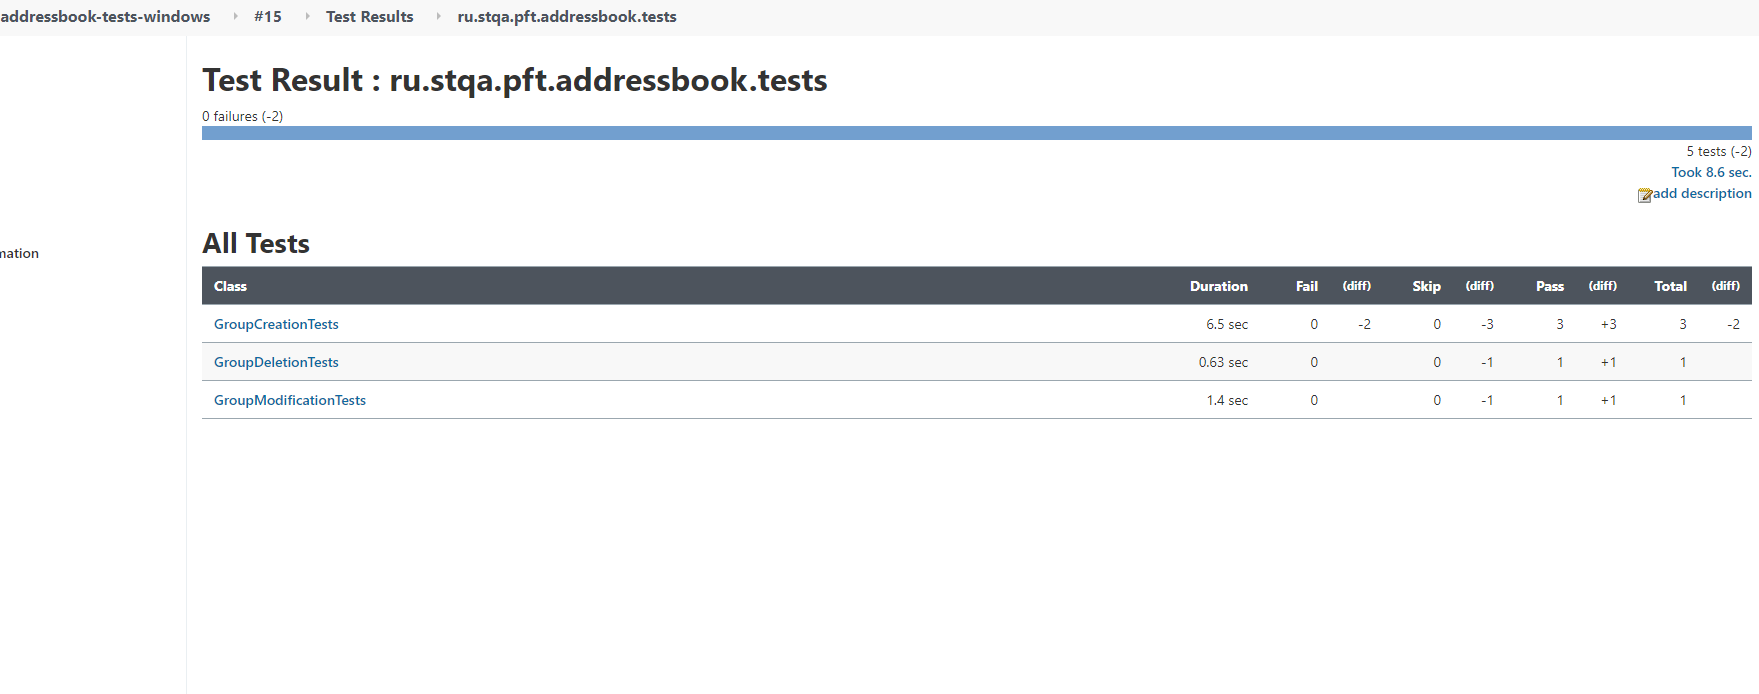 addressbook-tests-windows #15 Test Results ru.stqa.pft.addressbook.tests
Test Result : ru.stqa.pft.addressbook.tests
0 failures (-2)
5 tests (-2)
Took 8.6 sec.
add description
mation
All Tests
Class Duration Fail (diff) Skip (diff) Pass (diff) Total (diff)
GroupCreationTests 6.5 sec 0 -2 0 -3 3 +3 3 -2
GroupDeletionTests 0.63 sec 0 0 -1 1 +1 1
GroupModificationTests 1.4 sec 0 0 -1 1 +1 1